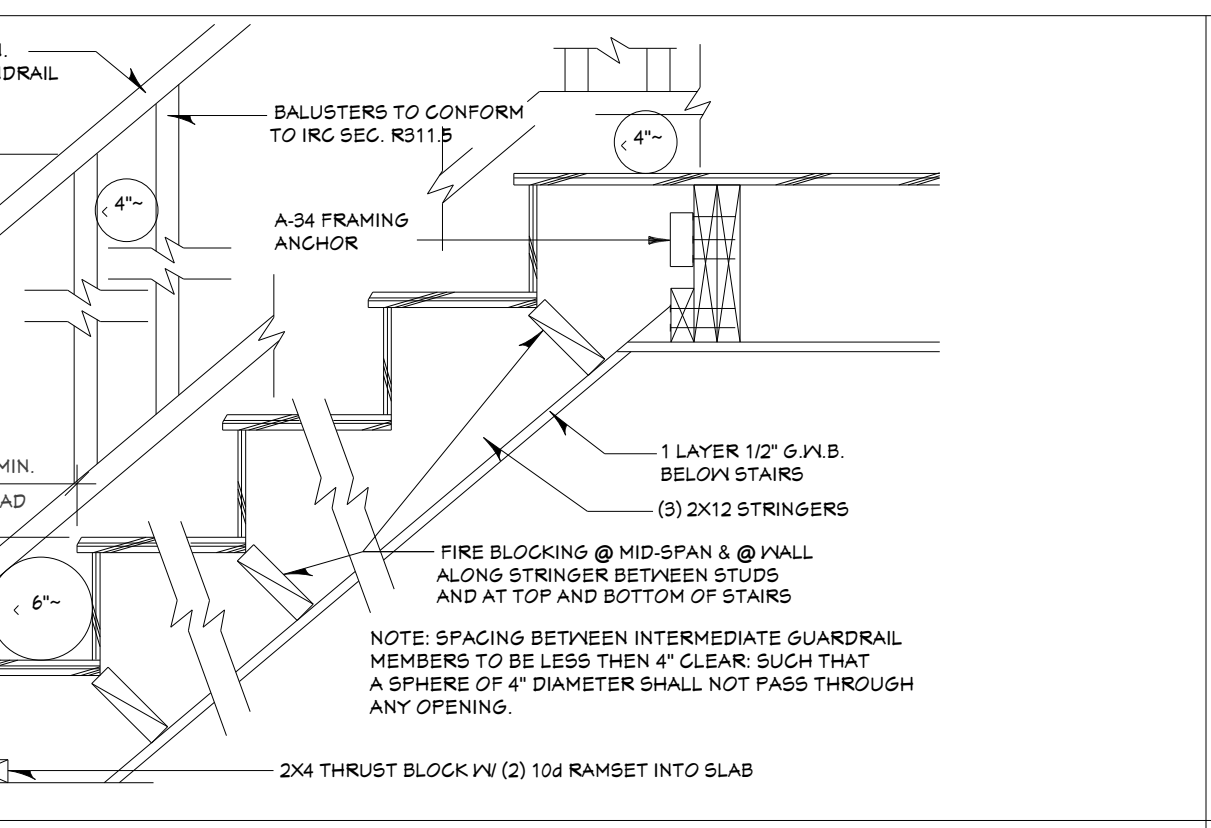 NDRAIL
BALUSTERS TO CONFORM
TO IRC SEC. R311.5
< 4"~
< 4"~
A-34 FRAMING
ANCHOR
1 LAYER 1/2" G.W.B.
BELOW STAIRS
MIN.
AD
(3) 2X12 STRINGERS
FIRE BLOCKING @ MID-SPAN & @ WALL
ALONG STRINGER BETWEEN STUDS
AND AT TOP AND BOTTOM OF STAIRS
< 6"~
NOTE: SPACING BETWEEN INTERMEDIATE GUARDRAIL
MEMBERS TO BE LESS THEN 4" CLEAR: SUCH THAT
A SPHERE OF 4" DIAMETER SHALL NOT PASS THROUGH
ANY OPENING.
2X4 THRUST BLOCK W/ (2) 10d RAMSET INTO SLAB